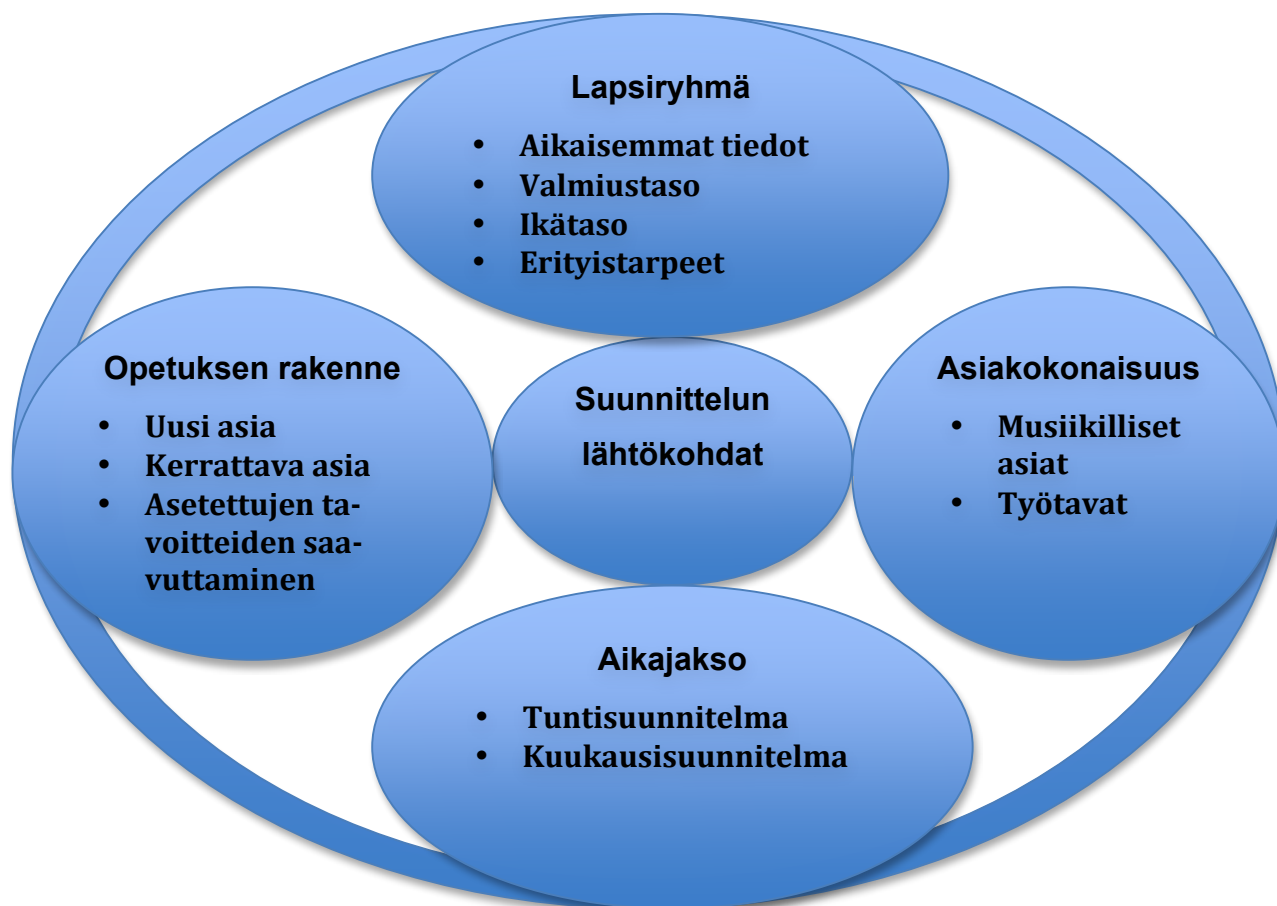 Lapsiryhmä
• Aikaisemmat tiedot
• Valmiustaso
• Ikätaso
• Erityistarpeet
Opetuksen rakenne
• Uusi asia
• Kerrattava asia
• Asetettujen ta-
voitteiden saa-
vuttaminen
Suunnittelun
lähtökohdat
Asiakokonaisuus
• Musiikilliset
asiat
• Työtavat
Aikajakso
• Tuntisuunnitelma
• Kuukausisuunnitelma